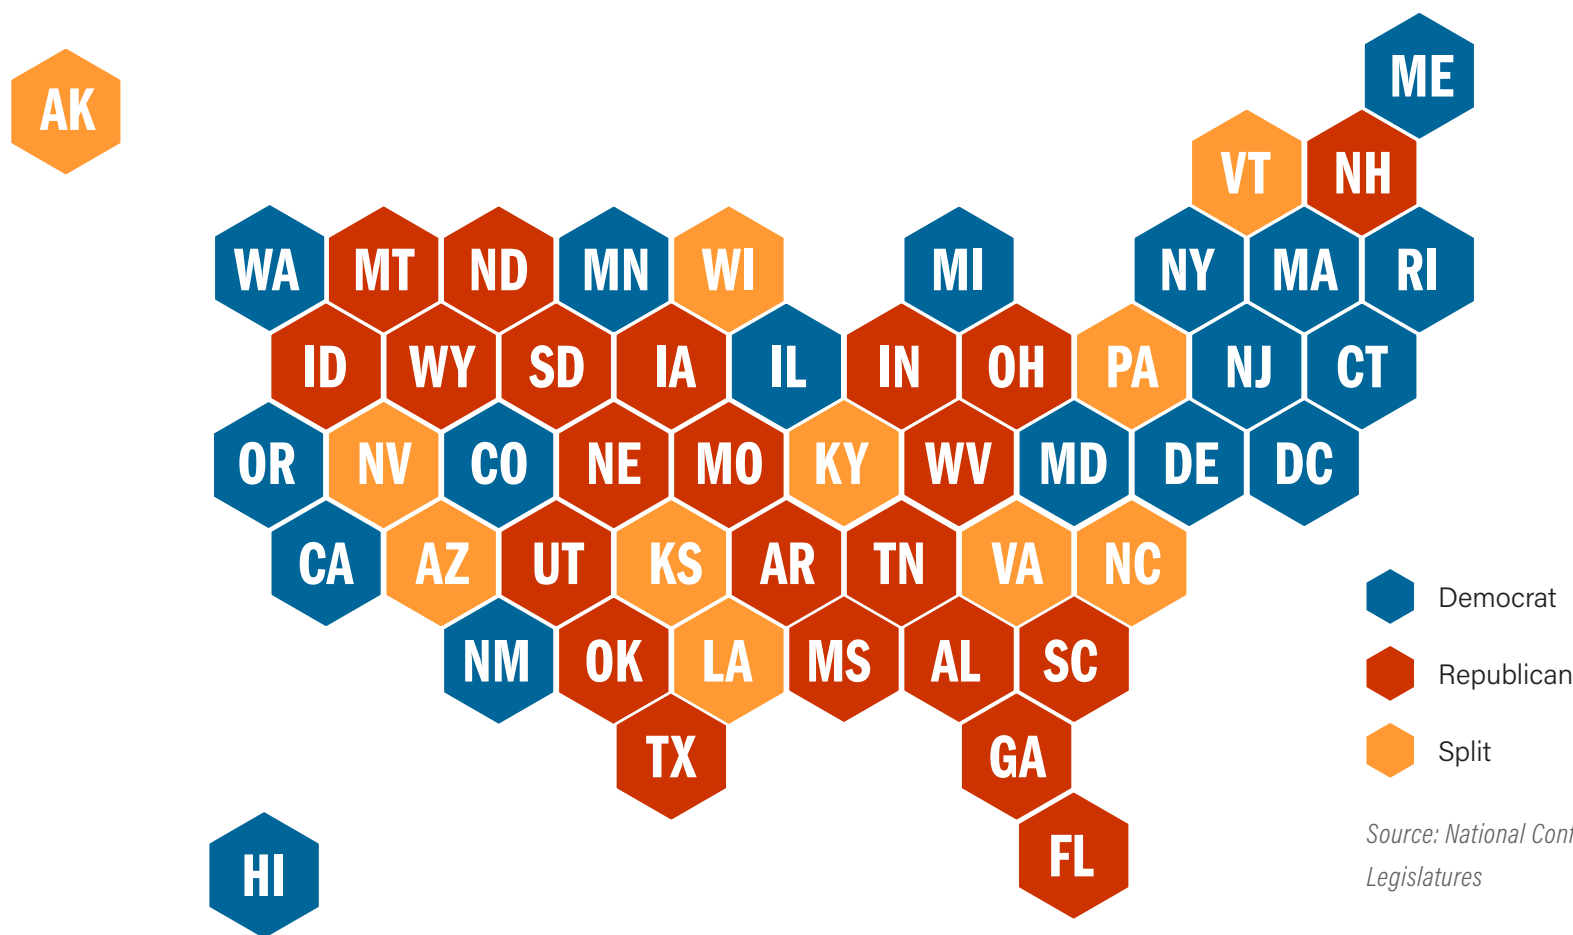 ME
AK
VT NH
WA MT ND MN WI MI NY MA RI
ID WY SD IA IL IN OH PA NJ CT
OR NV CO NE MO KY WV MD DE DC
CA AZ UT KS AR TN VA NC
Democrat
NM OK LA MS AL SC
Republican
TX GA
Split
FL
HI
Source: National Conf
Legislatures